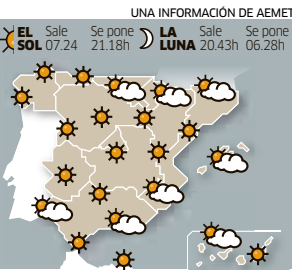 UNA INFORMACIÓN DE AEMET
EL SOL Sale 07.24 Se pone 21.18h
LA LUNA Sale 20.43h Se pone 06.28h